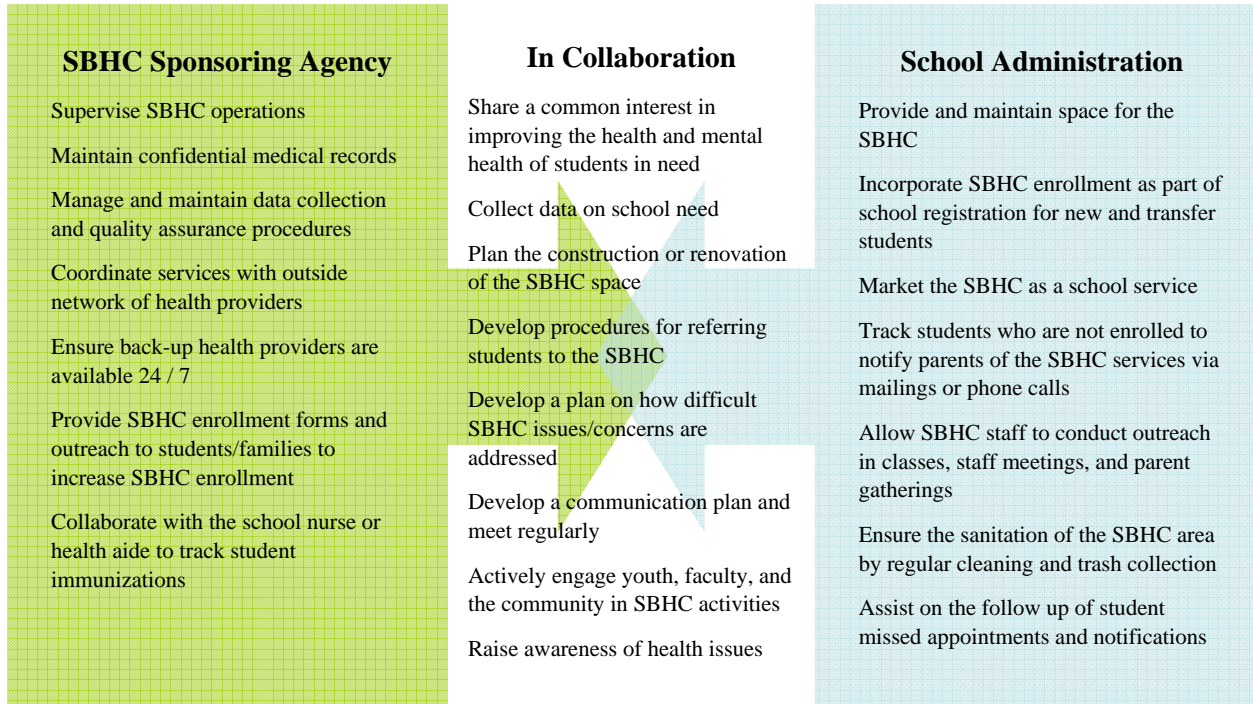 SBHC Sponsoring Agency
Supervise SBHC operations
Maintain confidential medical records
Manage and maintain data collection
and quality assurance procedures
Coordinate services with outside
network of health providers
Ensure back-up health providers are
available 24 / 7
Provide SBHC enrollment forms and
outreach to students/families to
increase SBHC enrollment
Collaborate with the school nurse or
health aide to track student
immunizations
In Collaboration
Share a common interest in
improving the health and mental
health of students in need
Collect data on school need
Plan the construction or renovation
of the SBHC space
Develop procedures for referring
students to the SBHC
Develop a plan on how difficult
SBHC issues/concerns are
addressed
Develop a communication plan and
meet regularly
Actively engage youth, faculty, and
the community in SBHC activities
Raise awareness of health issues
School Administration
Provide and maintain space for the
SBHC
Incorporate SBHC enrollment as part of
school registration for new and transfer
students
Market the SBHC as a school service
Track students who are not enrolled to
notify parents of the SBHC services via
mailings or phone calls
Allow SBHC staff to conduct outreach
in classes, staff meetings, and parent
gatherings
Ensure the sanitation of the SBHC area
by regular cleaning and trash collection
Assist on the follow up of student
missed appointments and notifications